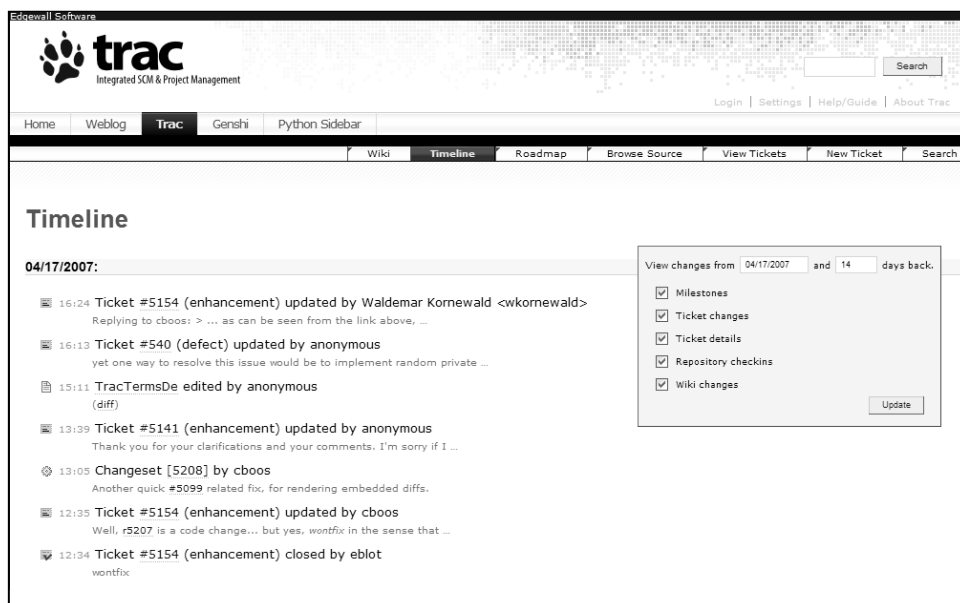 Edgewall Software
trac
Integrated SCM & Project Management
Search
Login | Settings | Help/Guide | About Trac
Home Weblog Trac Genshi Python Sidebar
Wiki Timeline Roadmap Browse Source View Tickets New Ticket Search
Timeline
04/17/2007:
View changes from 04/17/2007 and 14 days back.
Milestones
Ticket changes
Ticket details
Repository checkins
Wiki changes
Update
16:24 Ticket #5154 (enhancement) updated by Waldemar Kornewald <wkornewald>
Replying to cboos: > ... as can be seen from the link above, …
16:13 Ticket #540 (defect) updated by anonymous
yet one way to resolve this issue would be to implement random private …
15:11 TracTermsDe edited by anonymous
(diff)
13:39 Ticket #5141 (enhancement) updated by anonymous
Thank you for your clarifications and your comments. I'm sorry if I …
13:05 Changeset [5208] by cboos
Another quick #5099 related fix, for rendering embedded diffs.
12:35 Ticket #5154 (enhancement) updated by cboos
Well, r5207 is a code change... but yes, wontfix in the sense that …
12:34 Ticket #5154 (enhancement) closed by eblot
wontfix